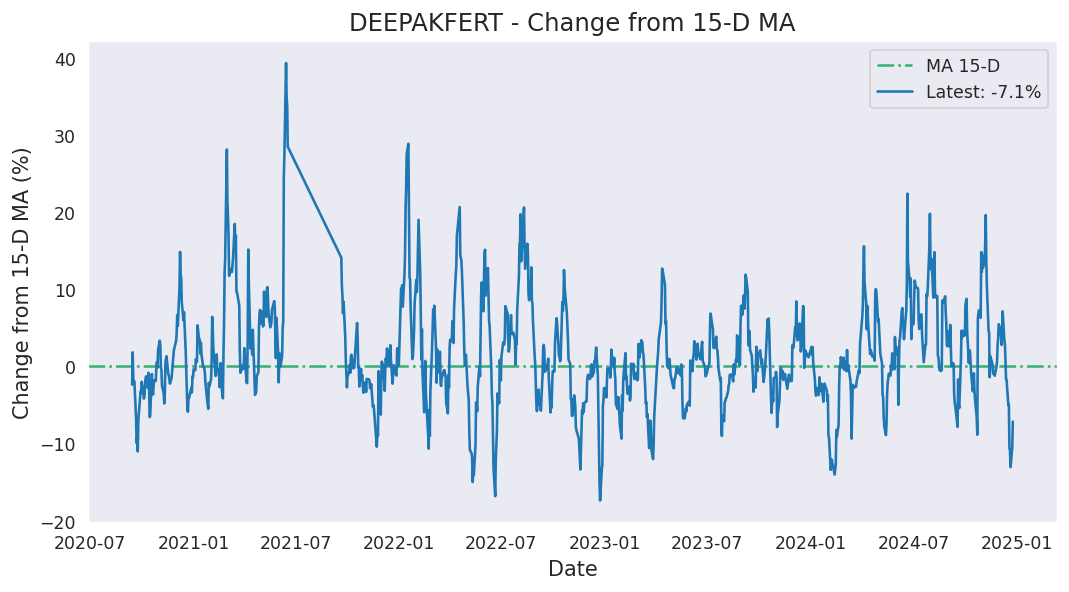 DEEPAKFERT - Change from 15-D MA
MA 15-D
Latest: -7.1%
Change from 15-D MA (%)
40
30
20
10
0
−10
−20
2020-07 2021-01 2021-07 2022-01 2022-07 2023-01 2023-07 2024-01 2024-07 2025-01
Date